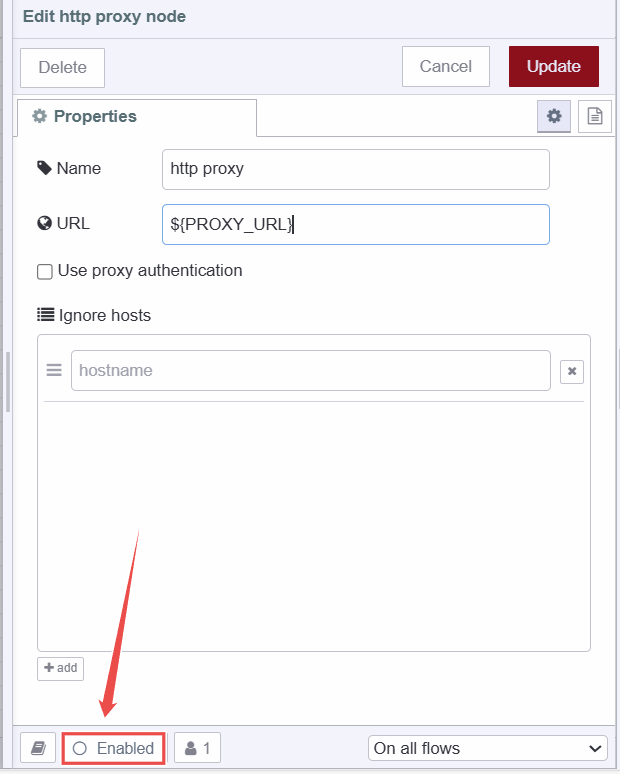 Edit http proxy node
Delete
Cancel
Update
Properties
Name
http proxy
URL
${PROXY_URL}
Use proxy authentication
Ignore hosts
hostname
add
Enabled
1
On all flows